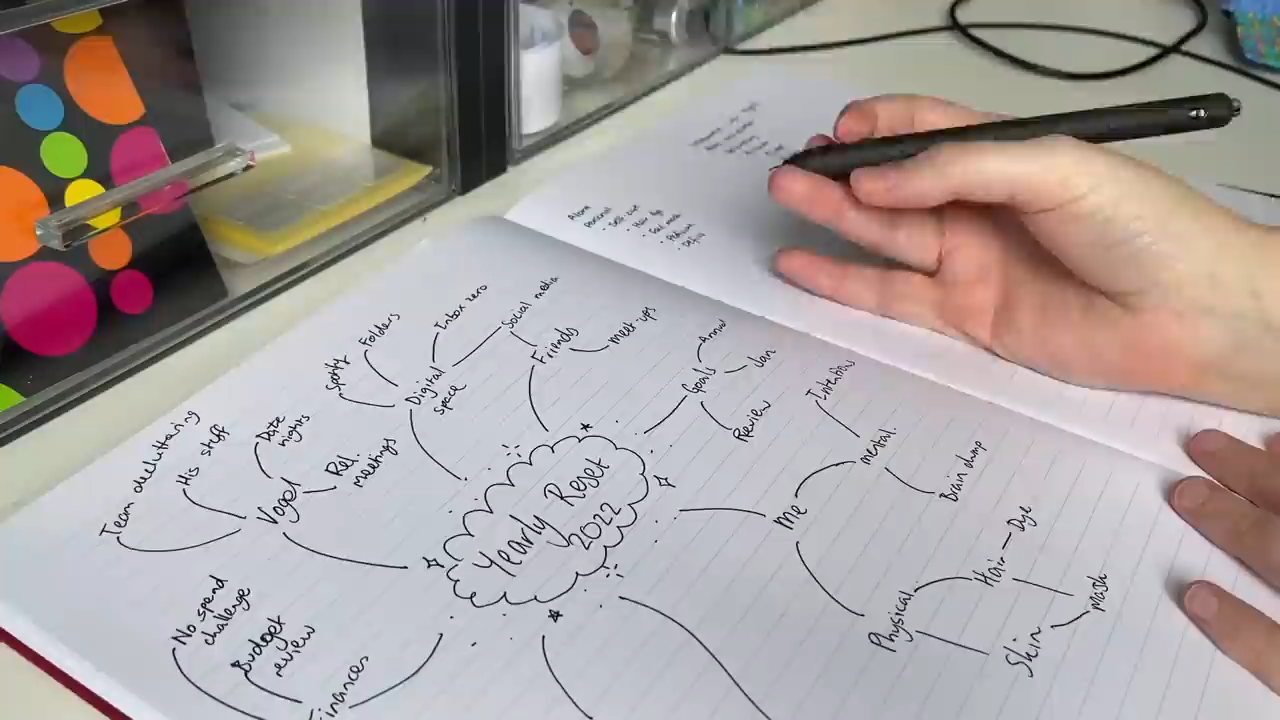 Inbox zero
Social media
Folders
Spotify
Friends
meet ups
Digital
space
Goals
Annual
Jan
Review
Team decluttering
His stuff
Date
nights
Rel.
meetings
Vogel
Yearly Reset
2022
Me
mental.
Brain dump
Physical
Hair – Dye
Skin
mask
No spend
challenge
Budget
review
Finances
Personal